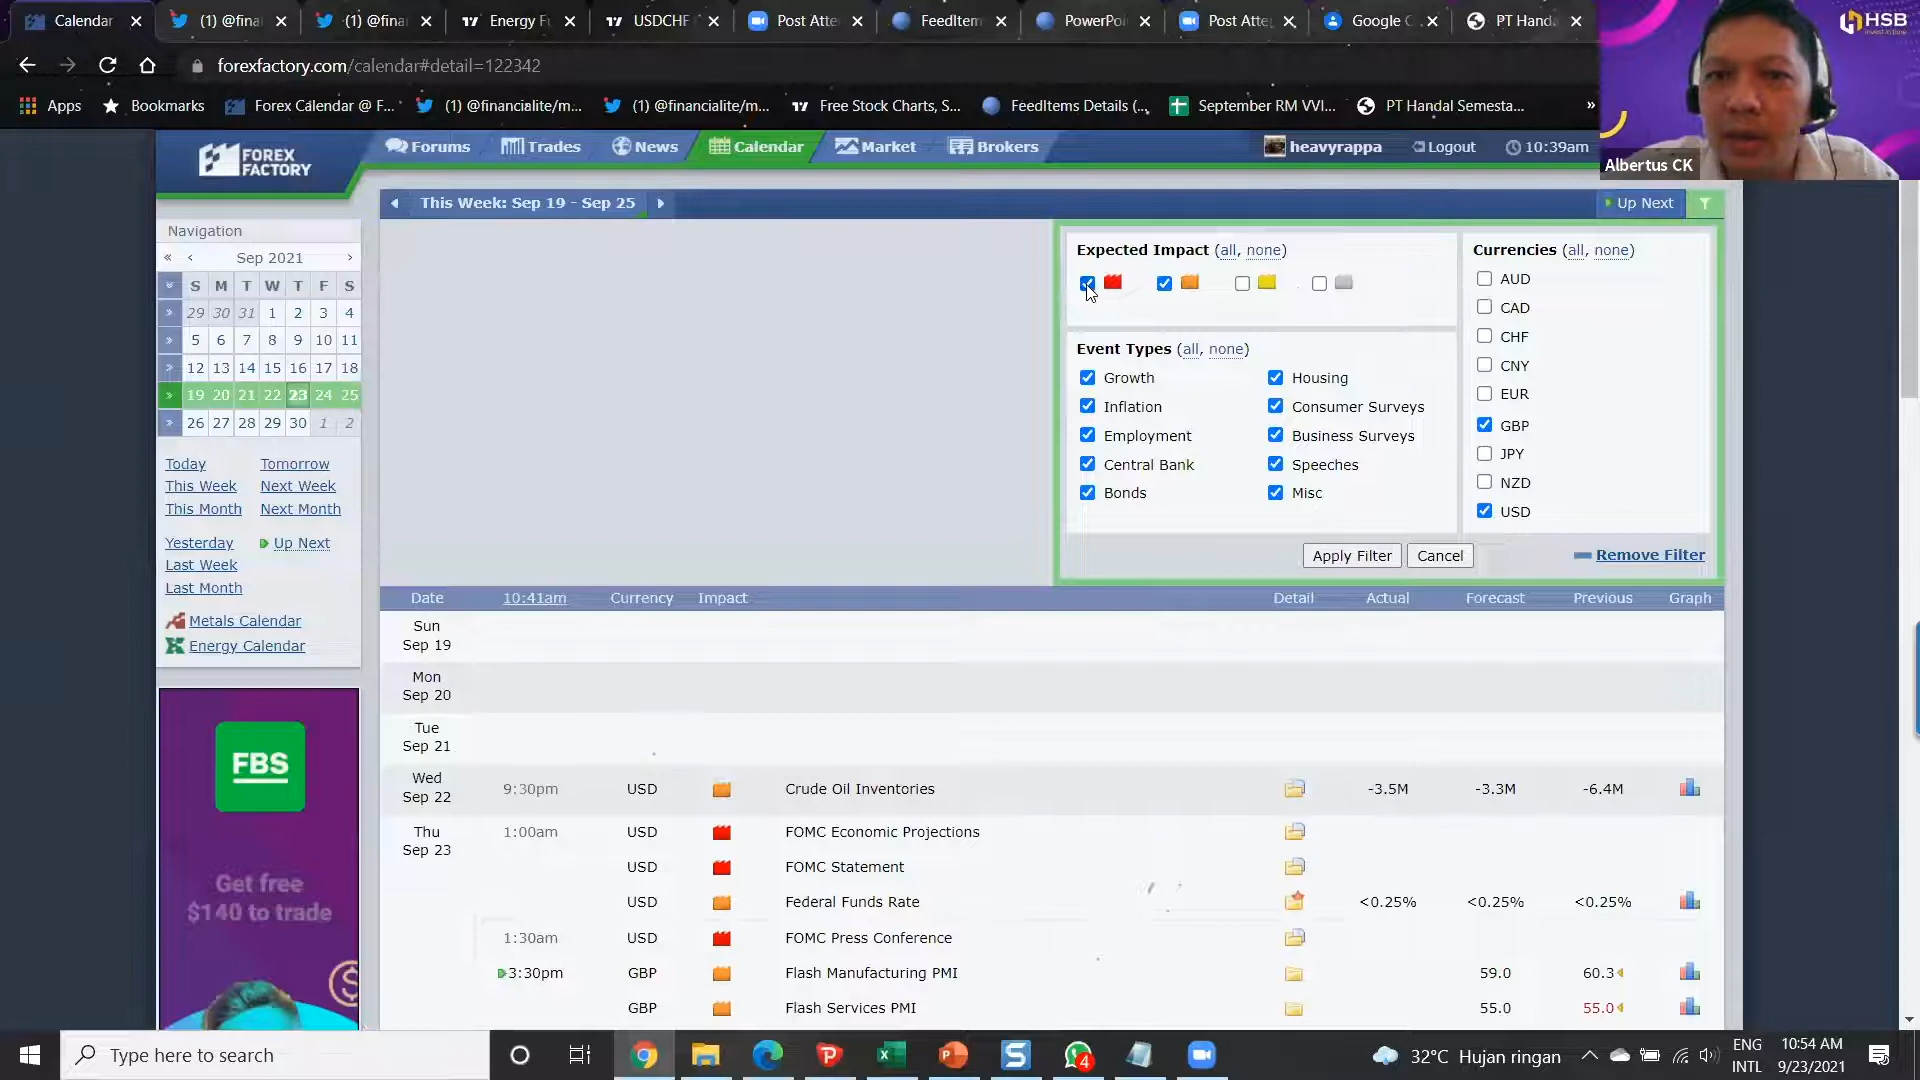 Calendar
(1) @fina
(1) @fina
Energy Fu
USDCHF
Post Atte
FeedItem
PowerPoi
Post Atte
Google C
PT Hand
HSB
forexfactory.com/calendar#detail=122342
Apps
Bookmarks
Forex Calendar @ F...
(1) @financialite/m...
(1) @financialite/m...
Free Stock Charts, S...
FeedItems Details (...
September RM VVI...
PT Handal Semesta...
»
Albertus CK
FOREX
FACTORY
Forums
Trades
News
Calendar
Market
Brokers
heavyrappa
Logout
10:39am
This Week: Sep 19 - Sep 25
Up Next
Navigation
« ‹ Sep 2021 ›
S M T W T F S
» 29 30 31 1 2 3 4
» 5 6 7 8 9 10 11
» 12 13 14 15 16 17 18
» 19 20 21 22 23 24 25
» 26 27 28 29 30 1 2
Today Tomorrow
This Week Next Week
This Month Next Month
Yesterday Up Next
Last Week
Last Month
Metals Calendar
Energy Calendar
FBS
Get free
$140 to trade
$
Expected Impact (all, none)
Event Types (all, none)
Growth Housing
Inflation Consumer Surveys
Employment Business Surveys
Central Bank Speeches
Bonds Misc
Currencies (all, none)
AUD
CAD
CHF
CNY
EUR
GBP
JPY
NZD
USD
Apply Filter Cancel Remove Filter
Date 10:41am Currency Impact Detail Actual Forecast Previous Graph
Sun
Sep 19
Mon
Sep 20
Tue
Sep 21
Wed
Sep 22
9:30pm USD Crude Oil Inventories -3.5M -3.3M -6.4M
Thu
Sep 23
1:00am USD FOMC Economic Projections
USD FOMC Statement
USD Federal Funds Rate <0.25% <0.25% <0.25%
1:30am USD FOMC Press Conference
3:30pm GBP Flash Manufacturing PMI 59.0 60.3
GBP Flash Services PMI 55.0 55.0
Type here to search
4
32°C Hujan ringan
ENG
INTL
10:54 AM
9/23/2021